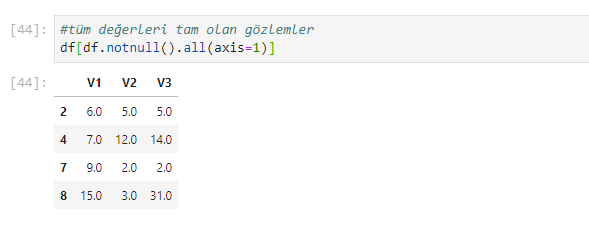 [44]: #tüm değerleri tam olan gözlemler
df[df.notnull().all(axis=1)]
[44]: V1 V2 V3
2 6.0 5.0 5.0
4 7.0 12.0 14.0
7 9.0 2.0 2.0
8 15.0 3.0 31.0